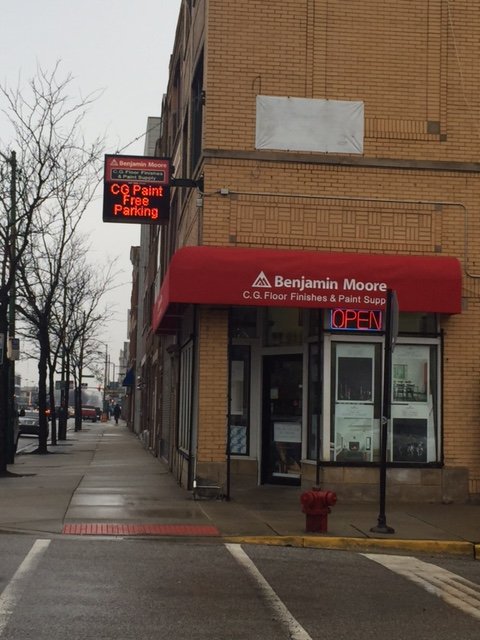 Benjamin Moore
C.G. Floor Finishes
& Paint Supply
CG Paint
Free
Parking
Benjamin Moore
C.G. Floor Finishes & Paint Supp
OPEN